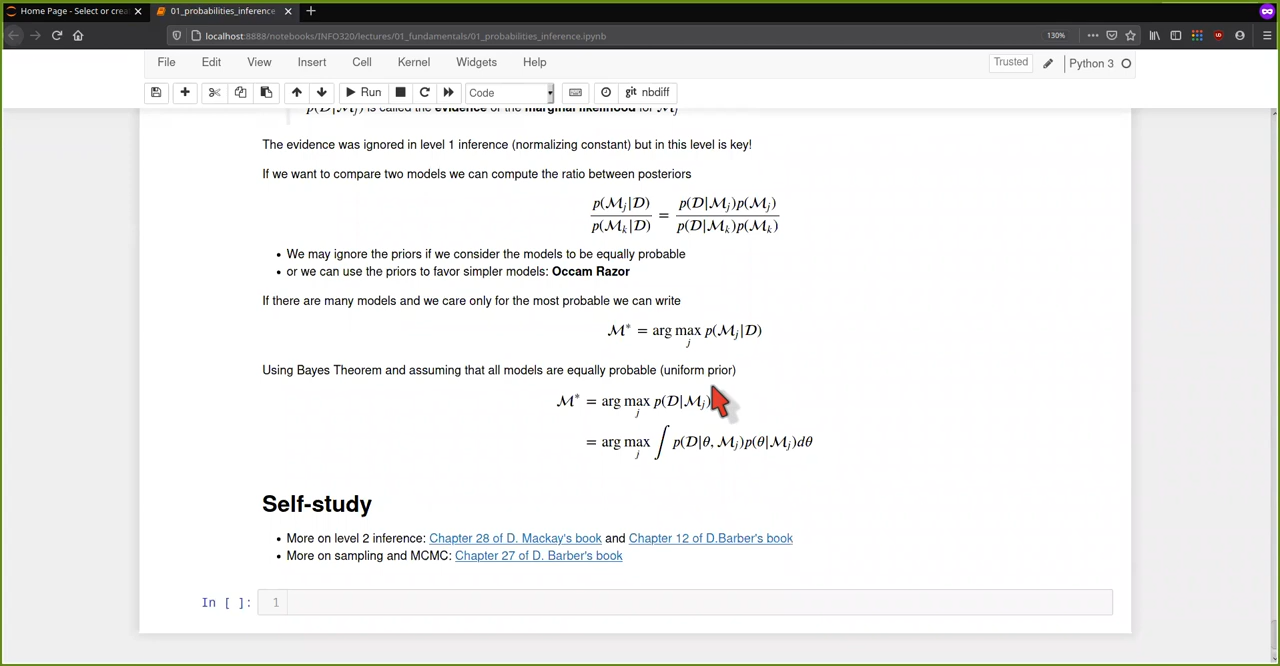 Home Page - Select or crea
01_probabilities_inference.
localhost:8888/notebooks/INFO320/lectures/01_fundamentals/01_probabilities_inference.ipynb
130%
File Edit View Insert Cell Kernel Widgets Help
Trusted
Python 3
Run
Code
git nbdiff
p(D|Mj) is called the evidence or the marginal likelihood for Mj
The evidence was ignored in level 1 inference (normalizing constant) but in this level is key!
If we want to compare two models we can compute the ratio between posteriors
p(Mj|D) / p(Mk|D) = p(D|Mj)p(Mj) / p(D|Mk)p(Mk)
• We may ignore the priors if we consider the models to be equally probable
• or we can use the priors to favor simpler models: Occam Razor
If there are many models and we care only for the most probable we can write
M* = arg max j p(Mj|D)
Using Bayes Theorem and assuming that all models are equally probable (uniform prior)
M* = arg max j p(D|Mj)
= arg max j ∫ p(D|θ, Mj)p(θ|Mj)dθ
Self-study
• More on level 2 inference: Chapter 28 of D. Mackay's book and Chapter 12 of D.Barber's book
• More on sampling and MCMC: Chapter 27 of D. Barber's book
In [ ]: 1